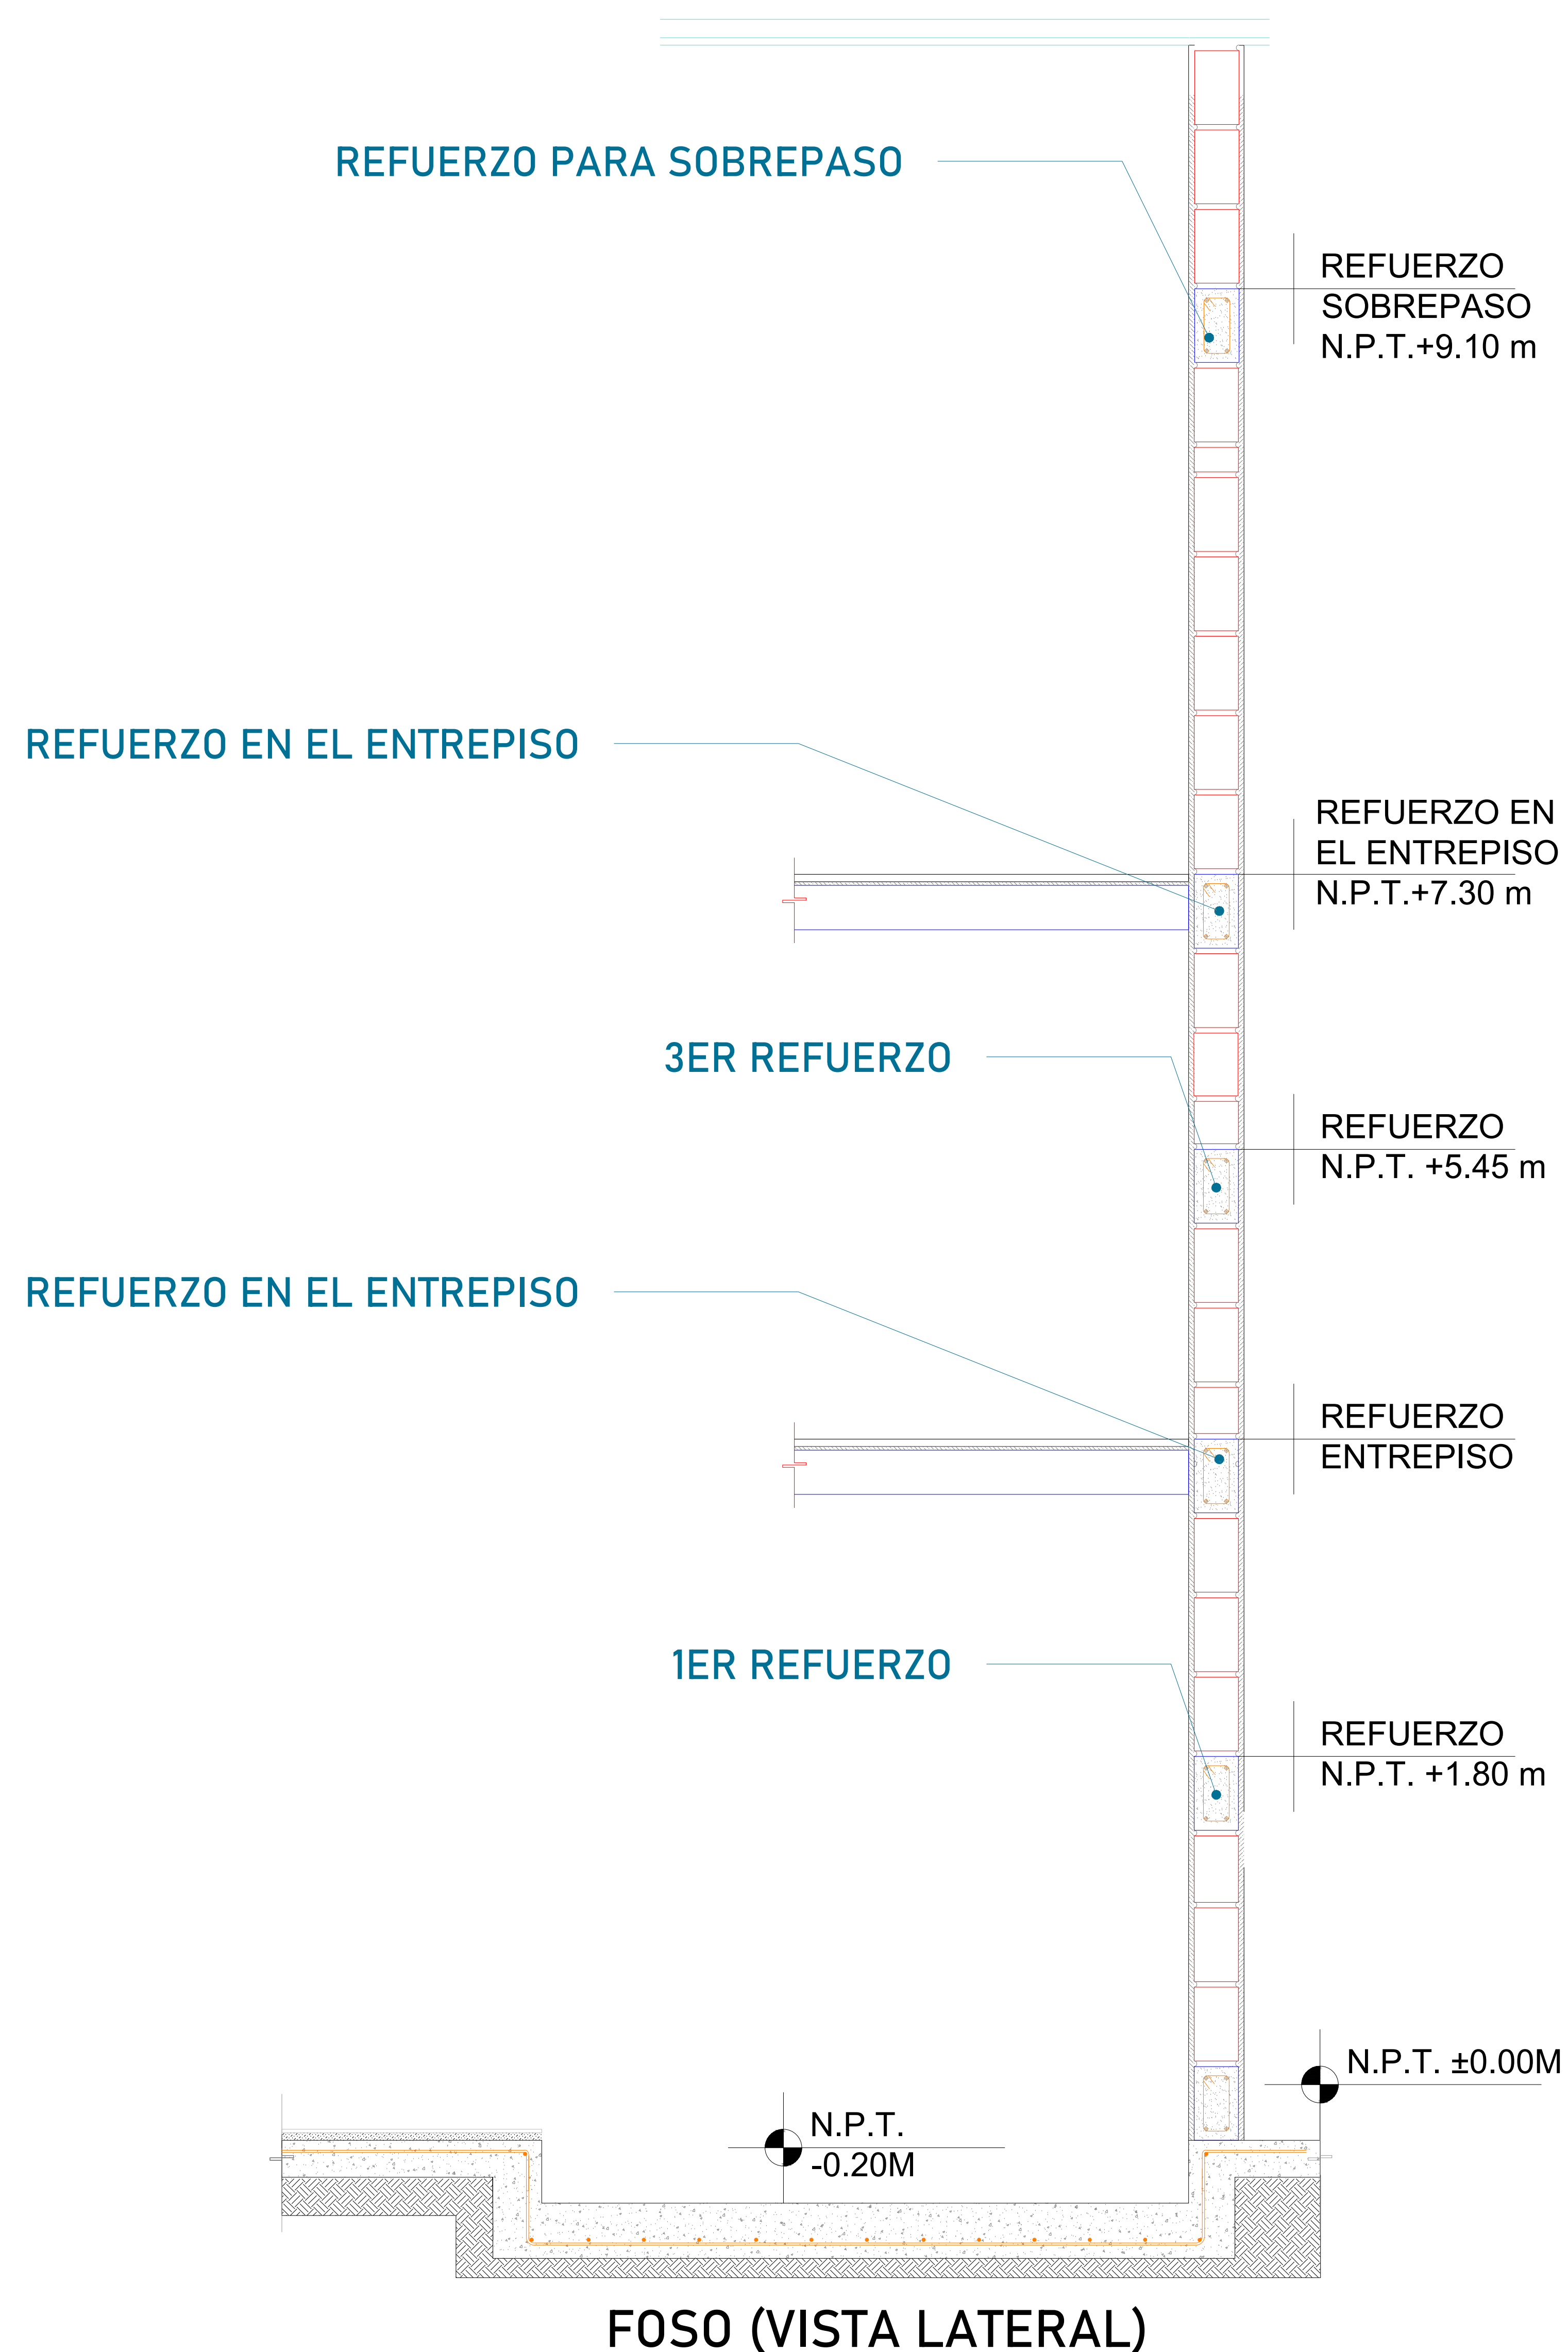 REFUERZO PARA SOBREPASO
REFUERZO
SOBREPASO
N.P.T.+9.10 m
REFUERZO EN EL ENTREPISO
REFUERZO EN
EL ENTREPISO
N.P.T.+7.30 m
3ER REFUERZO
REFUERZO
N.P.T. +5.45 m
REFUERZO EN EL ENTREPISO
REFUERZO
ENTREPISO
1ER REFUERZO
REFUERZO
N.P.T. +1.80 m
N.P.T. ±0.00M
N.P.T.
-0.20M
FOSO (VISTA LATERAL)